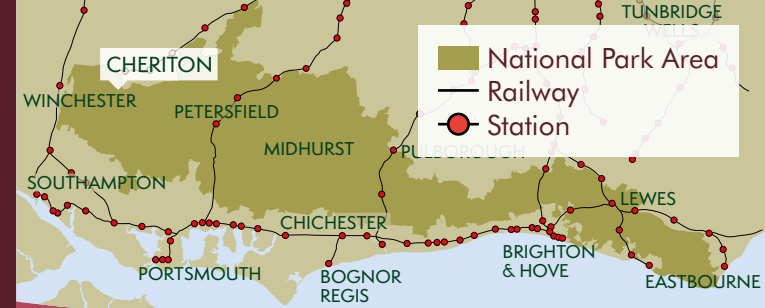 TUNBRIDGE
WELLS
CHERITON
National Park Area
Railway
Station
WINCHESTER
PETERSFIELD
MIDHURST
PULBOROUGH
SOUTHAMPTON
LEWES
CHICHESTER
BRIGHTON
& HOVE
PORTSMOUTH
BOGNOR
REGIS
EASTBOURNE